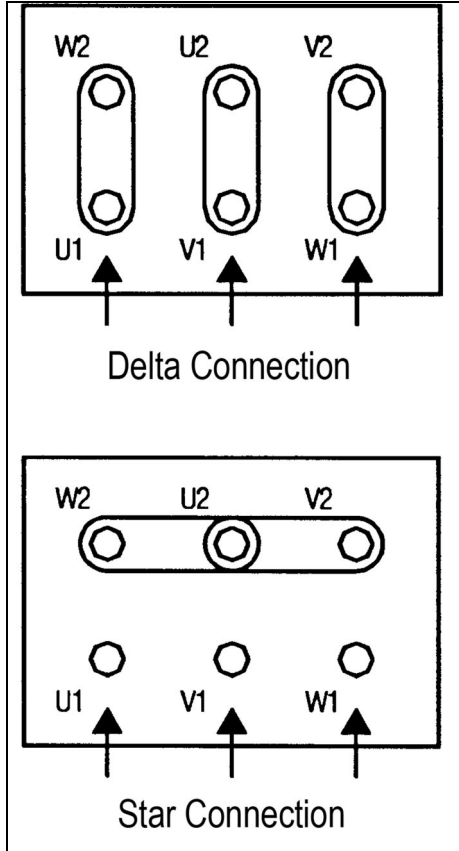 W2 U2 V2
U1 V1 W1
Delta Connection
W2 U2 V2
U1 V1 W1
Star Connection